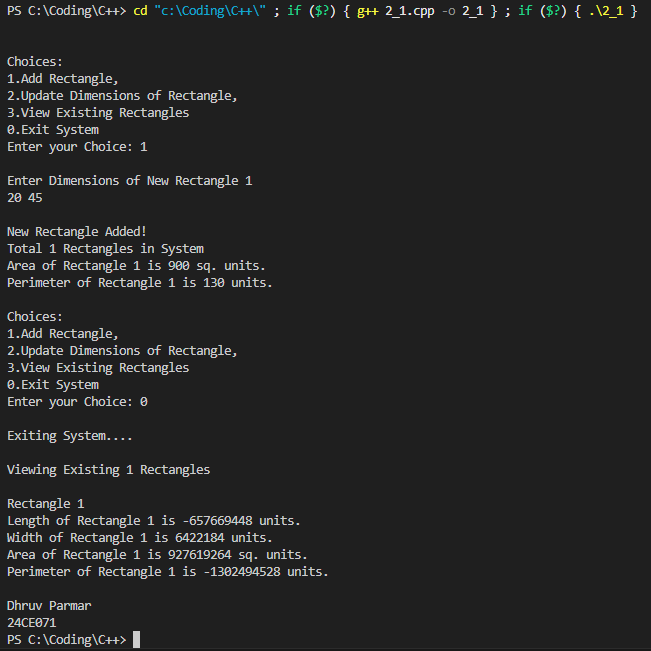 PS C:\Coding\C++> cd "c:\Coding\C++\" ; if ($?) { g++ 2_1.cpp -o 2_1 } ; if ($?) { .\2_1 }
Choices:
1.Add Rectangle,
2.Update Dimensions of Rectangle,
3.View Existing Rectangles
0.Exit System
Enter your Choice: 1
Enter Dimensions of New Rectangle 1
20 45
New Rectangle Added!
Total 1 Rectangles in System
Area of Rectangle 1 is 900 sq. units.
Perimeter of Rectangle 1 is 130 units.
Choices:
1.Add Rectangle,
2.Update Dimensions of Rectangle,
3.View Existing Rectangles
0.Exit System
Enter your Choice: 0
Exiting System....
Viewing Existing 1 Rectangles
Rectangle 1
Length of Rectangle 1 is -657669448 units.
Width of Rectangle 1 is 6422184 units.
Area of Rectangle 1 is 927619264 sq. units.
Perimeter of Rectangle 1 is -1302494528 units.
Dhruv Parmar
24CE071
PS C:\Coding\C++>